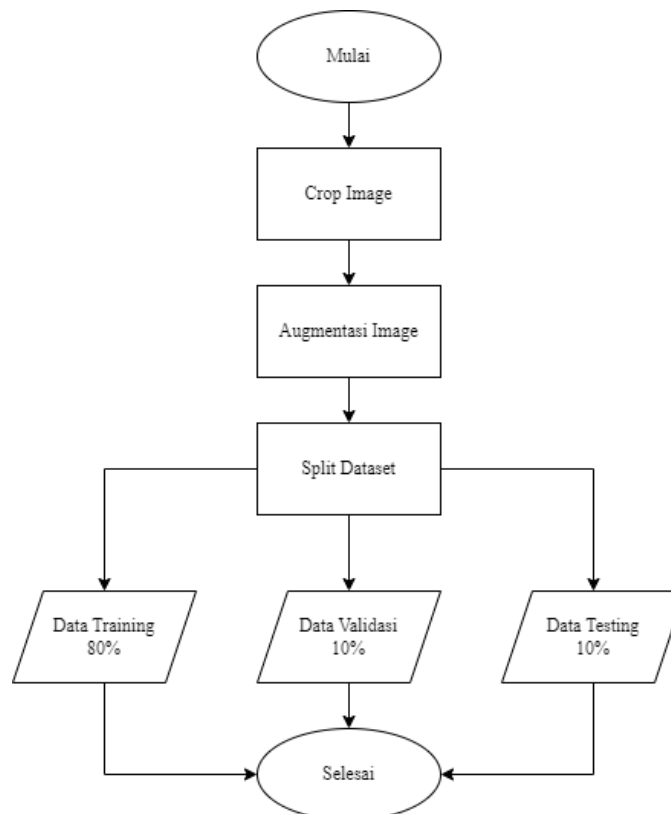 Mulai
Crop Image
Augmentasi Image
Split Dataset
Data Training
80%
Data Validasi
10%
Data Testing
10%
Selesai